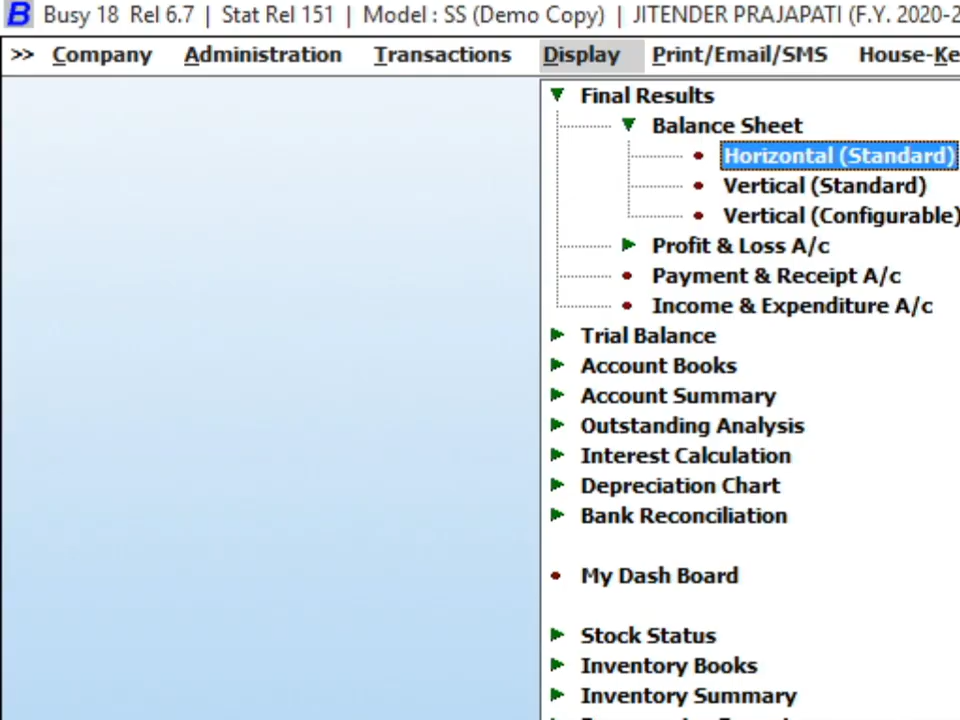 B Busy 18 Rel 6.7 | Stat Rel 151 | Model : SS (Demo Copy) | JITENDER PRAJAPATI (F.Y. 2020-2
>> Company Administration Transactions Display Print/Email/SMS House-Ke
Final Results
Balance Sheet
Horizontal (Standard)
Vertical (Standard)
Vertical (Configurable)
Profit & Loss A/c
Payment & Receipt A/c
Income & Expenditure A/c
Trial Balance
Account Books
Account Summary
Outstanding Analysis
Interest Calculation
Depreciation Chart
Bank Reconciliation
My Dash Board
Stock Status
Inventory Books
Inventory Summary